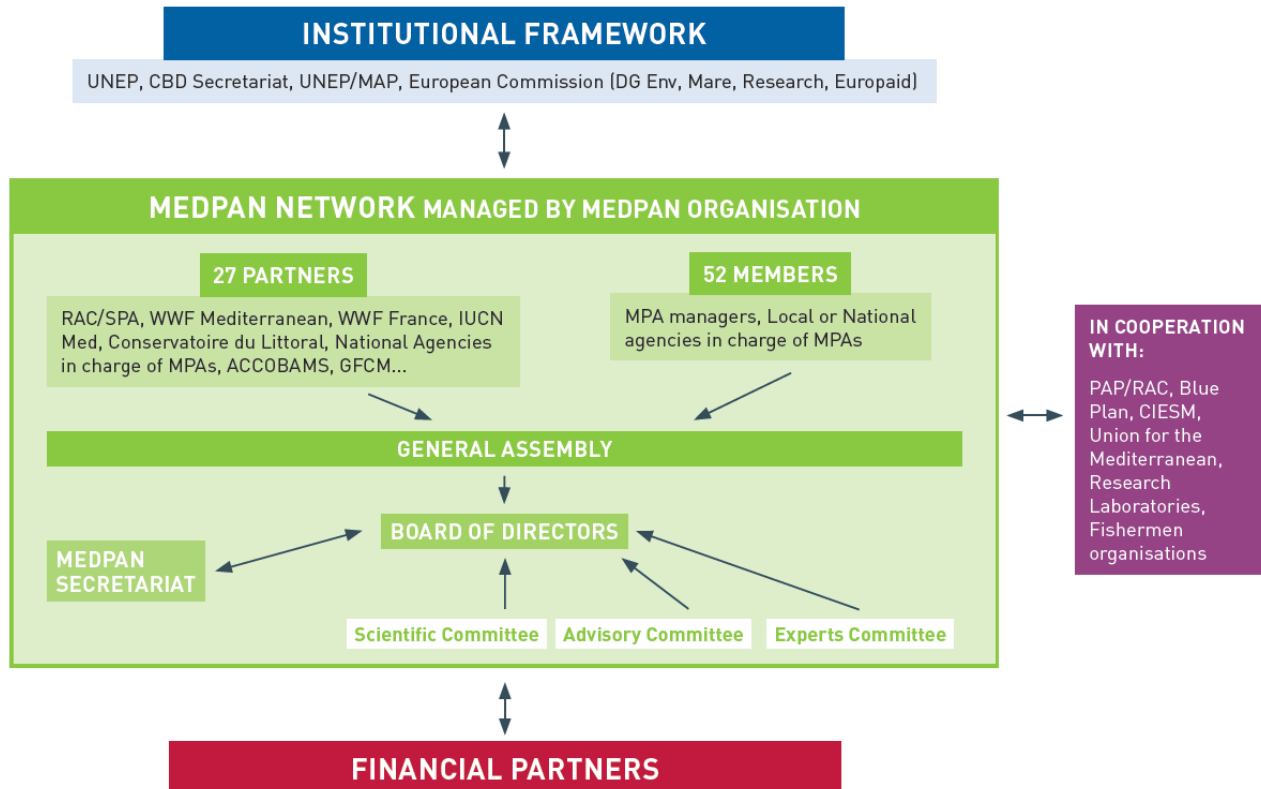 INSTITUTIONAL FRAMEWORK
UNEP, CBD Secretariat, UNEP/MAP, European Commission (DG Env, Mare, Research, Europaid)
MEDPAN NETWORK MANAGED BY MEDPAN ORGANISATION
27 PARTNERS
RAC/SPA, WWF Mediterranean, WWF France, IUCN
Med, Conservatoire du Littoral, National Agencies
in charge of MPAs, ACCOBAMS, GFCM...
52 MEMBERS
MPA managers, Local or National
agencies in charge of MPAs
GENERAL ASSEMBLY
BOARD OF DIRECTORS
MEDPAN
SECRETARIAT
Scientific Committee
Advisory Committee
Experts Committee
IN COOPERATION
WITH:
PAP/RAC, Blue
Plan, CIESM,
Union for the
Mediterranean,
Research
Laboratories,
Fishermen
organisations
FINANCIAL PARTNERS